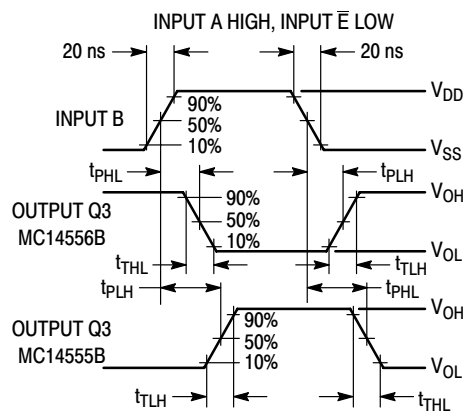 INPUT A HIGH, INPUT E̅ LOW
20 ns 20 ns
INPUT B
90%
50%
10%
V_DD
V_SS
t_PHL t_PLH
OUTPUT Q3
MC14556B
90%
50%
10%
V_OH
V_OL
t_THL t_TLH
t_PLH t_PHL
OUTPUT Q3
MC14555B
90%
50%
10%
V_OH
V_OL
t_TLH t_THL